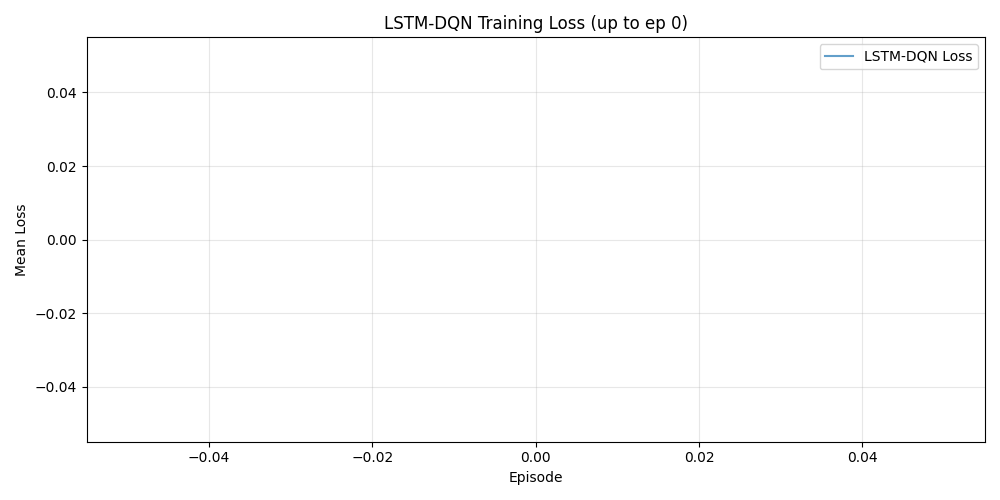 LSTM-DQN Training Loss (up to ep 0)
LSTM-DQN Loss
0.04
0.02
0.00
−0.02
−0.04
Mean Loss
−0.04 −0.02 0.00 0.02 0.04
Episode